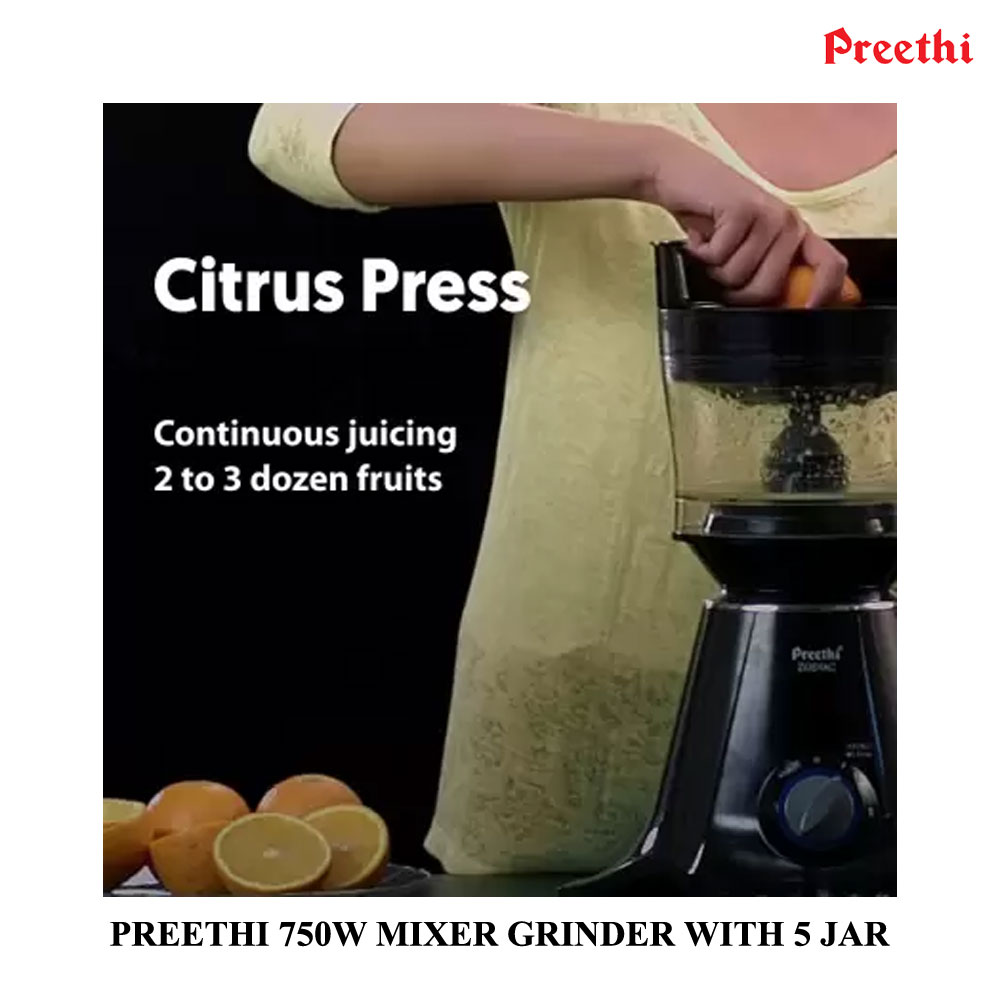 Preethi
Citrus Press
Continuous juicing
2 to 3 dozen fruits
Preethi
ZODIAC
PREETHI 750W MIXER GRINDER WITH 5 JAR